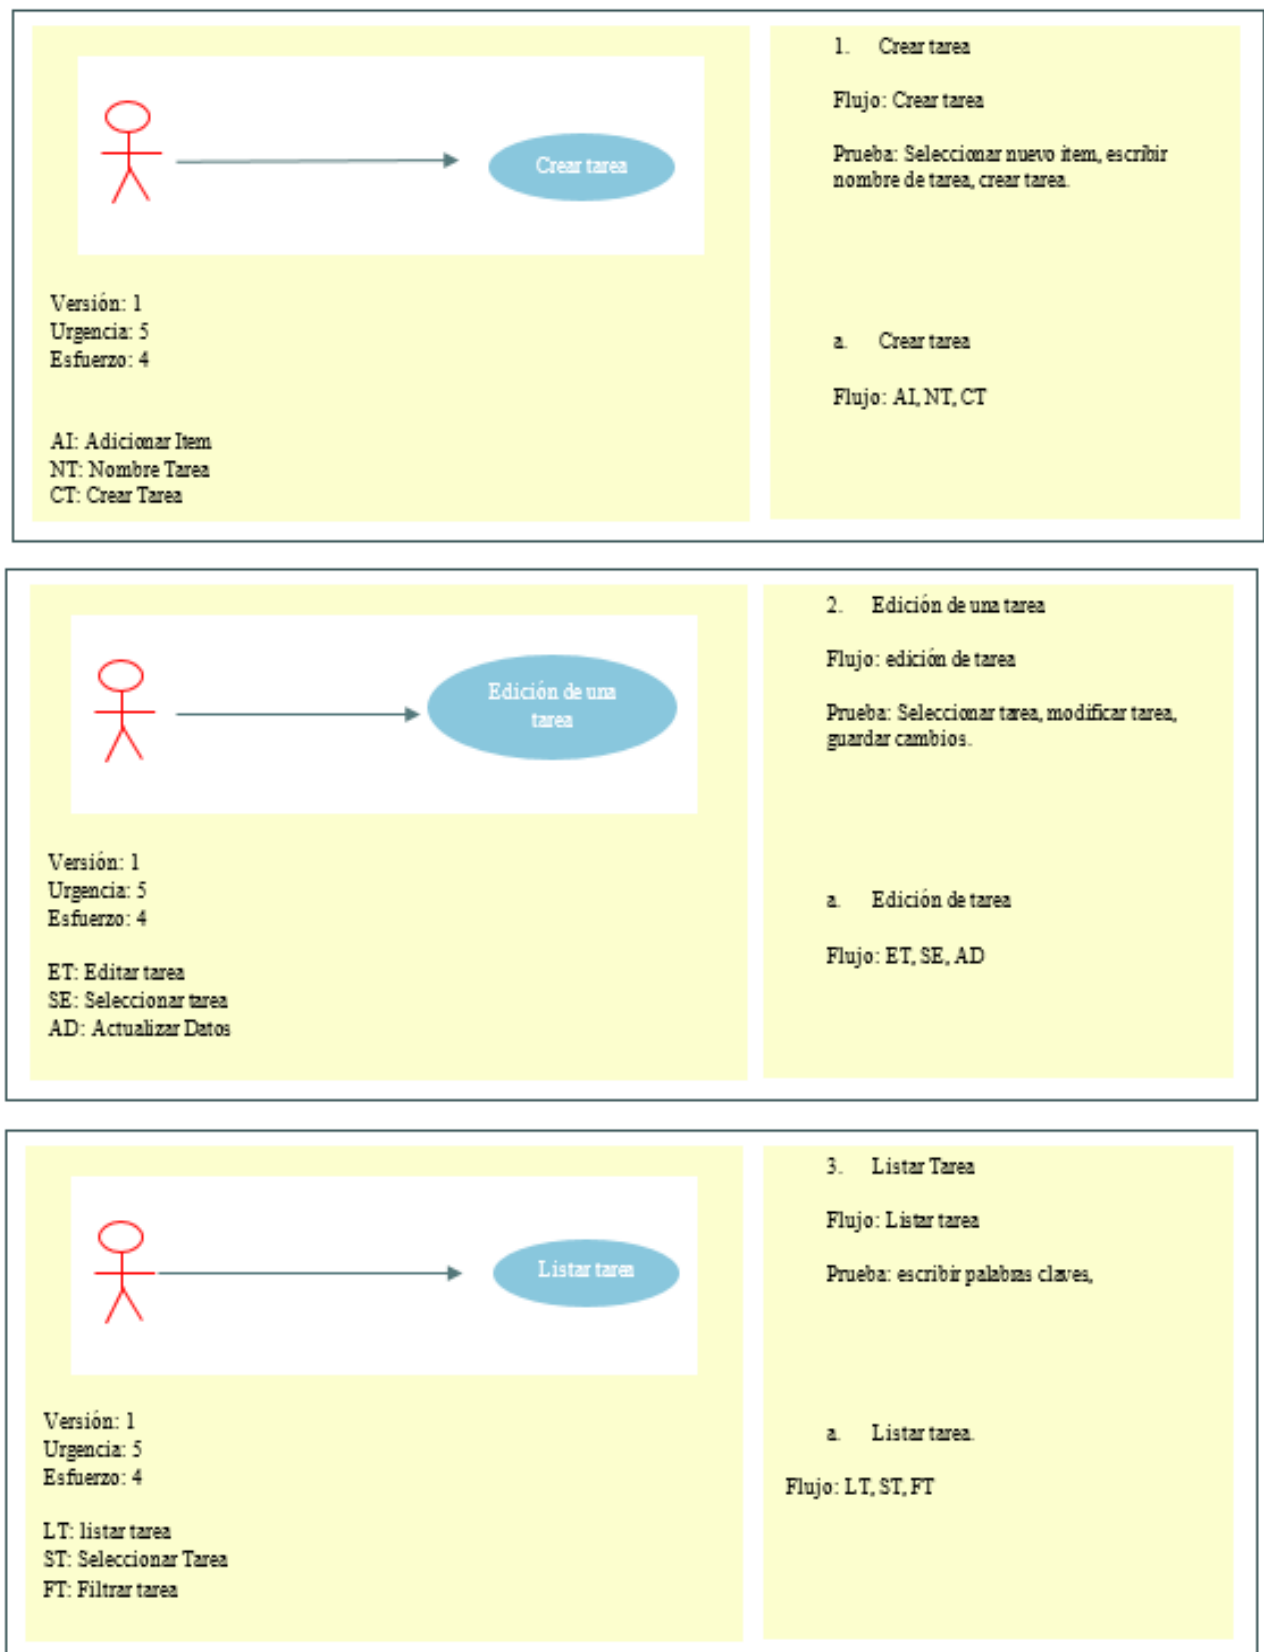 Crear tarea
Versión: 1
Urgencia: 5
Esfuerzo: 4
AI: Adicionar Item
NT: Nombre Tarea
CT: Crear Tarea
1. Crear tarea
Flujo: Crear tarea
Prueba: Seleccionar nuevo item, escribir
nombre de tarea, crear tarea.
a. Crear tarea
Flujo: AI, NT, CT
Edición de una
tarea
Versión: 1
Urgencia: 5
Esfuerzo: 4
ET: Editar tarea
SE: Seleccionar tarea
AD: Actualizar Datos
2. Edición de una tarea
Flujo: edición de tarea
Prueba: Seleccionar tarea, modificar tarea,
guardar cambios.
a. Edición de tarea
Flujo: ET, SE, AD
Listar tarea
Versión: 1
Urgencia: 5
Esfuerzo: 4
LT: listar tarea
ST: Seleccionar Tarea
FT: Filtrar tarea
3. Listar Tarea
Flujo: Listar tarea
Prueba: escribir palabras claves,
a. Listar tarea.
Flujo: LT, ST, FT